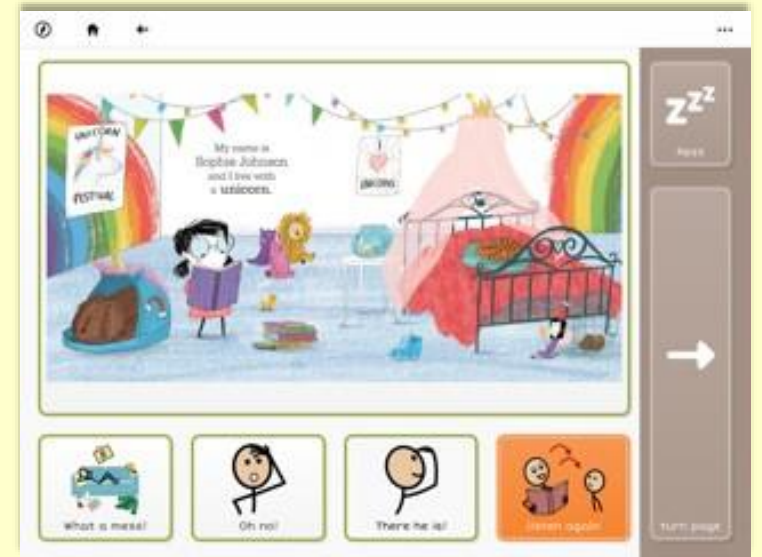 UNICORN
FESTIVAL
My name is
Sophie Johnson
and I live with
a unicorn.
I
UNICORNS
zzz
Rest
What a mess!
Oh no!
There he is!
Listen again
turn page